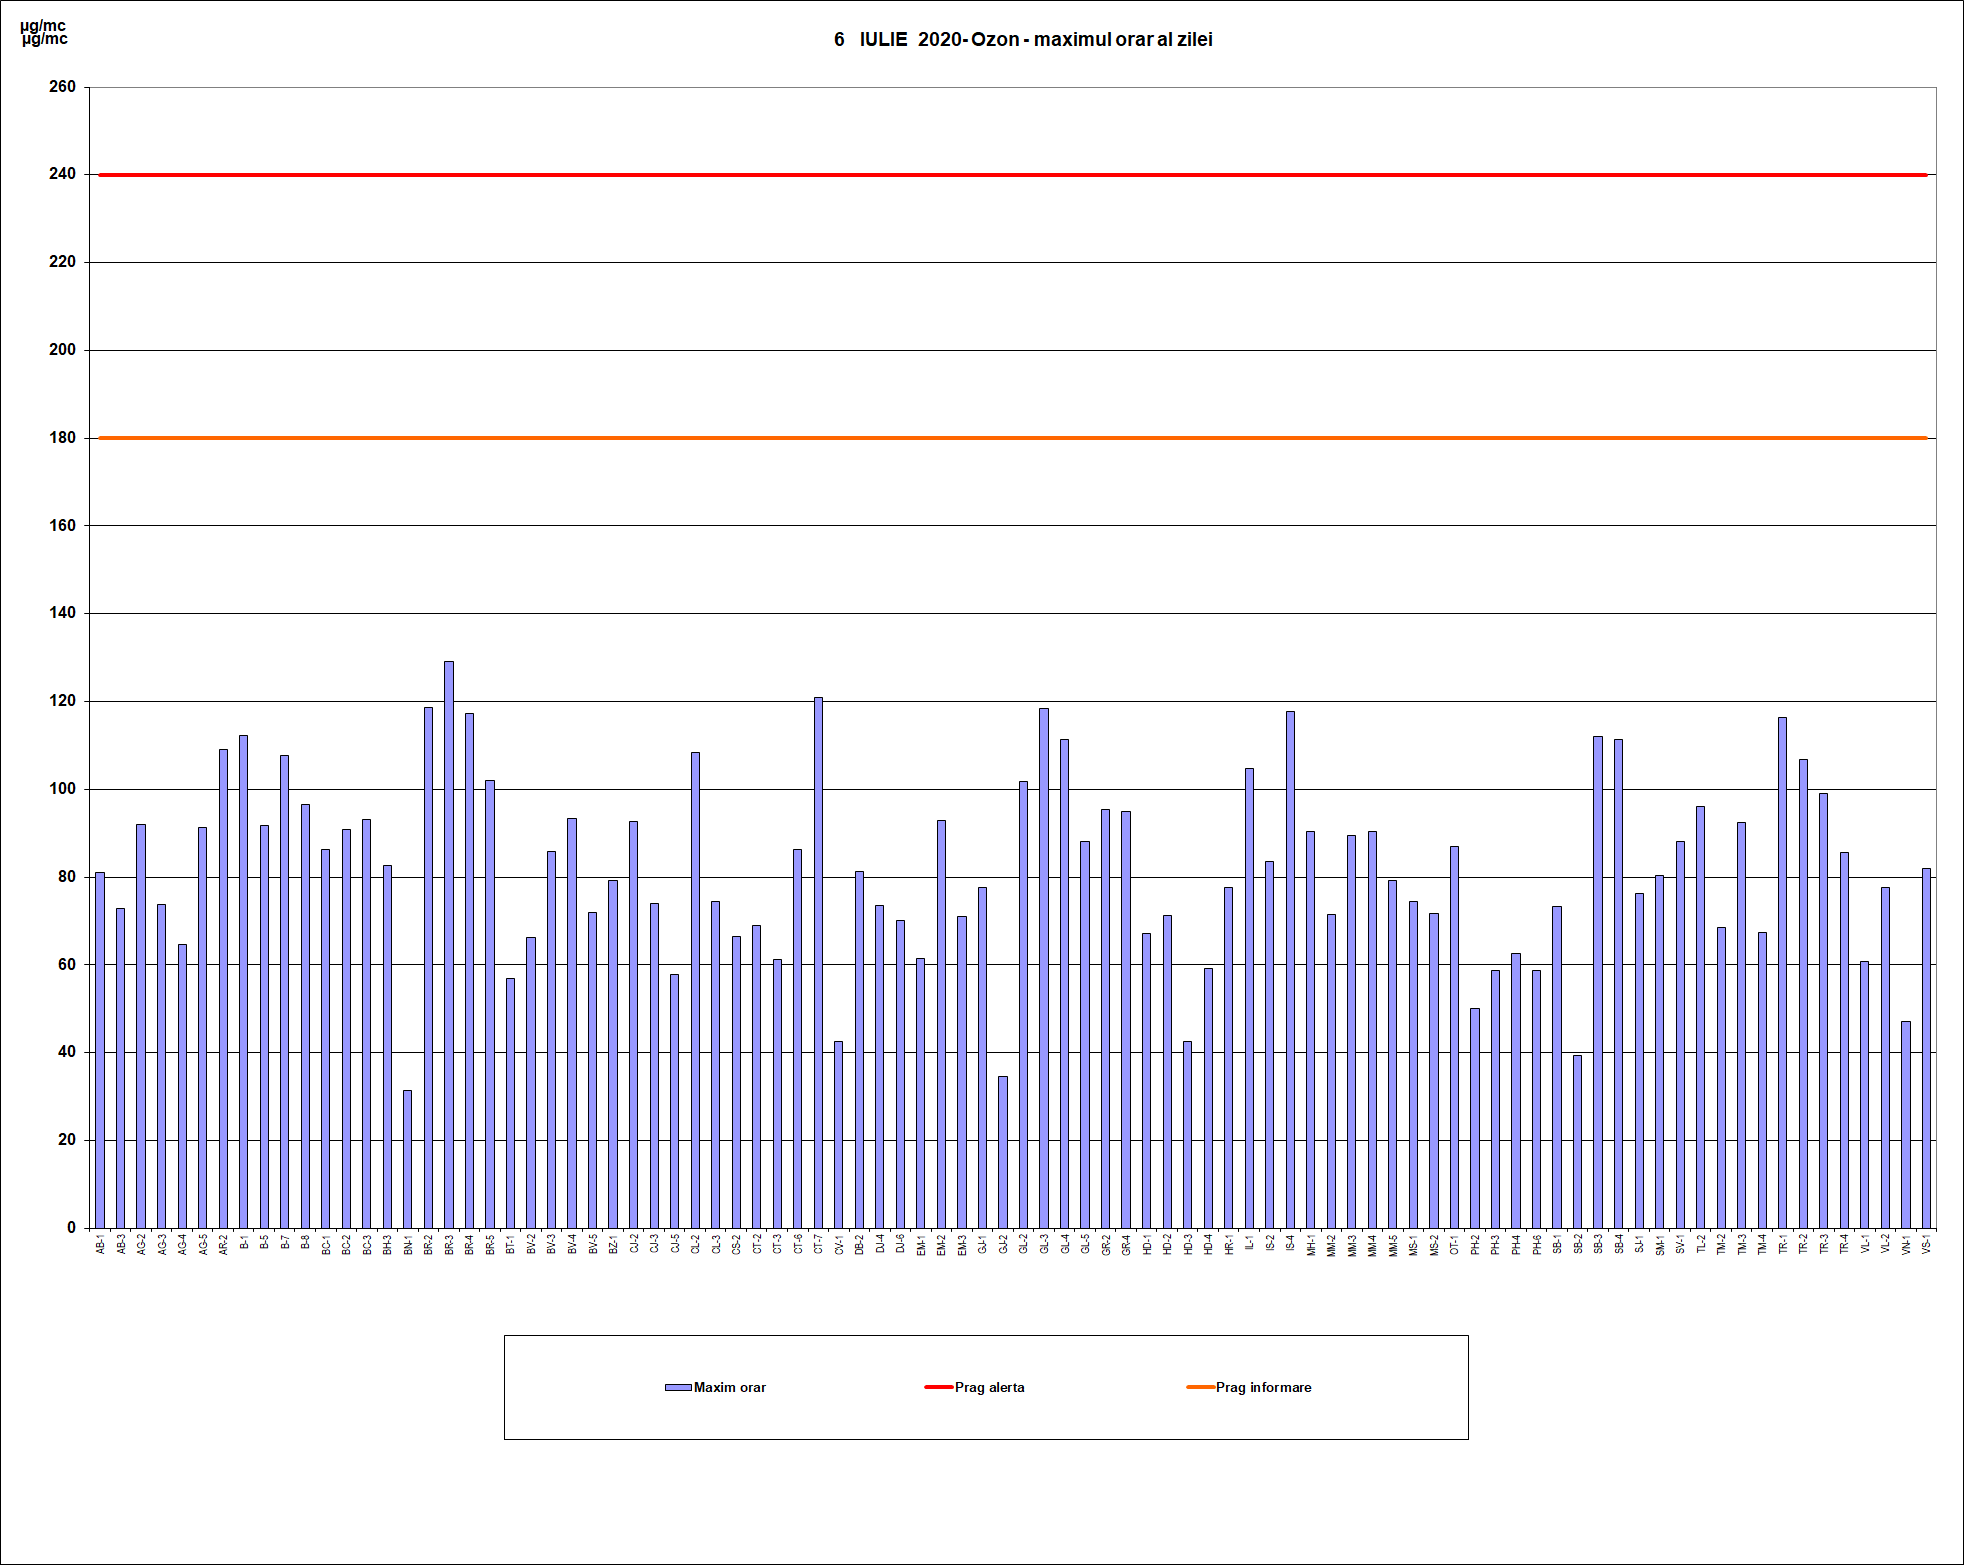 µg/mc
µg/mc
6 IULIE 2020- Ozon - maximul orar al zilei
260
240
220
200
180
160
140
120
100
80
60
40
20
0
AB-1
AB-3
AG-2
AG-3
AG-4
AG-5
AR-2
B-1
B-5
B-7
B-8
BC-1
BC-2
BC-3
BH-3
BN-1
BR-2
BR-3
BR-4
BR-5
BT-1
BV-2
BV-3
BV-4
BV-5
BZ-1
CJ-2
CJ-3
CJ-5
CL-2
CL-3
CS-2
CT-2
CT-3
CT-6
CT-7
CV-1
DB-2
DJ-4
DJ-6
EM-1
EM-2
EM-3
GJ-1
GJ-2
GL-2
GL-3
GL-4
GL-5
GR-2
GR-4
HD-1
HD-2
HD-3
HD-4
HR-1
IL-1
IS-2
IS-4
MH-1
MM-2
MM-3
MM-4
MM-5
MS-1
MS-2
OT-1
PH-2
PH-3
PH-4
PH-6
SB-1
SB-2
SB-3
SB-4
SJ-1
SM-1
SV-1
TL-2
TM-2
TM-3
TM-4
TR-1
TR-2
TR-3
TR-4
VL-1
VL-2
VN-1
VS-1
Maxim orar
Prag alerta
Prag informare